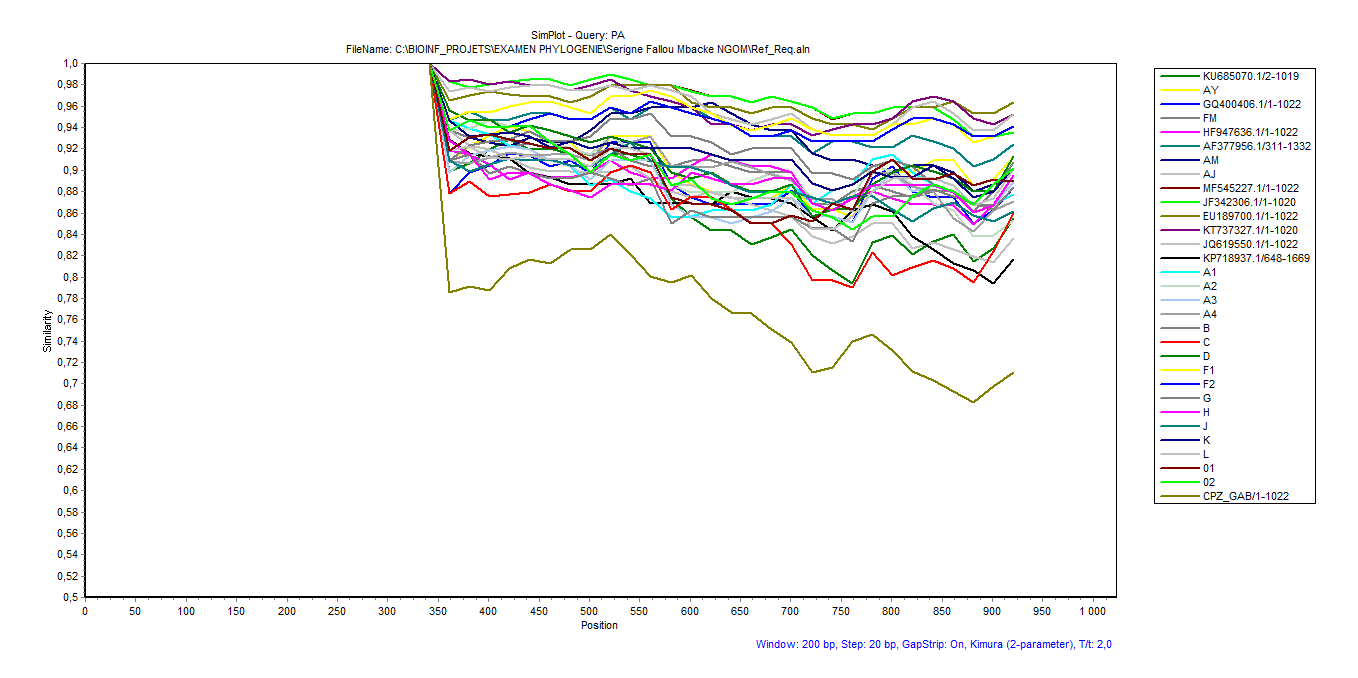 SimPlot - Query: PA
FileName: C:\BIOINF_PROJETS\EXAMEN PHYLOGENIE\Serigne Fallou Mbacke NGOM\Ref_Req.aln
1,0
0,98
0,96
0,94
0,92
0,9
0,88
0,86
0,84
0,82
0,8
0,78
0,76
0,74
0,72
0,7
0,68
0,66
0,64
0,62
0,6
0,58
0,56
0,54
0,52
0,5
Similarity
0 50 100 150 200 250 300 350 400 450 500 550 600 650 700 750 800 850 900 950 1 000
Position
Window: 200 bp, Step: 20 bp, GapStrip: On, Kimura (2-parameter), T/t: 2,0
KU685070.1/2-1019
AY
GQ400406.1/1-1022
FM
HF947636.1/1-1022
AF377956.1/311-1332
AM
AJ
MF545227.1/1-1022
JF342306.1/1-1020
EU189700.1/1-1022
KT737327.1/1-1020
JQ619550.1/1-1022
KP718937.1/648-1669
A1
A2
A3
A4
B
C
D
F1
F2
G
H
J
K
L
01
02
CPZ_GAB/1-1022